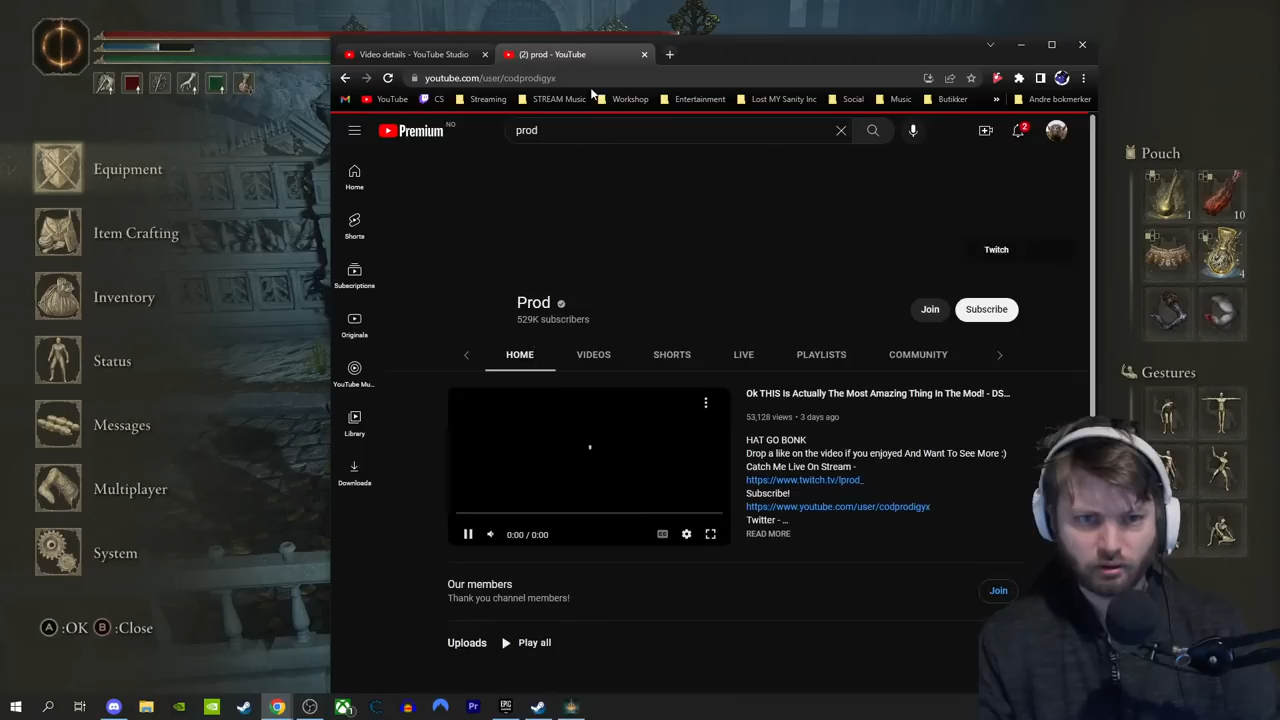 Video details - YouTube Studio
(2) prod - YouTube
youtube.com/user/codprodigyx
YouTube
CS
Streaming
STREAM Music
Workshop
Entertainment
Lost MY Sanity Inc
Social
Music
Butikker
»
Andre bokmerker
Premium NO
prod
2
Home
Shorts
Subscriptions
Originals
YouTube Mu...
Library
Downloads
Twitch
Prod
529K subscribers
Join
Subscribe
HOME
VIDEOS
SHORTS
LIVE
PLAYLISTS
COMMUNITY
Ok THIS Is Actually The Most Amazing Thing In The Mod! - DS...
53,128 views • 3 days ago
HAT GO BONK
Drop a like on the video if you enjoyed And Want To See More :)
Catch Me Live On Stream -
https://www.twitch.tv/lprod_
Subscribe!
https://www.youtube.com/user/codprodigyx
Twitter - ...
READ MORE
0:00 / 0:00
Our members
Thank you channel members!
Join
Uploads
Play all
Equipment
Item Crafting
Inventory
Status
Messages
Multiplayer
System
A :OK B :Close
Pouch
1
10
4
Gestures
Pr
EPIC